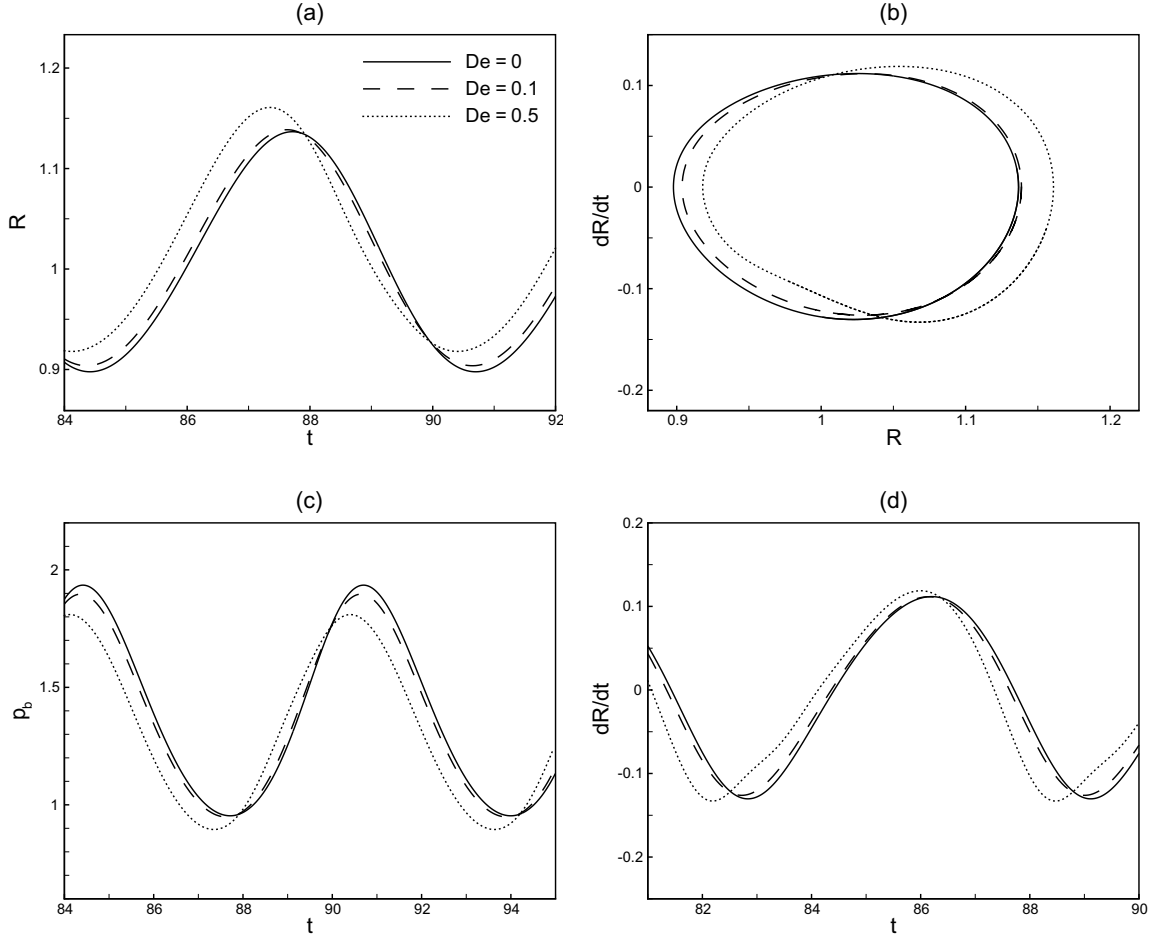 (a)
R
1.2
1.1
1
0.9
De = 0
De = 0.1
De = 0.5
84 86 88 90 92
t
(b)
dR/dt
0.1
0
-0.1
-0.2
0.9 1 1.1 1.2
R
(c)
p_b
2
1.5
1
84 86 88 90 92 94
t
(d)
dR/dt
0.2
0.1
0
-0.1
-0.2
82 84 86 88 90
t